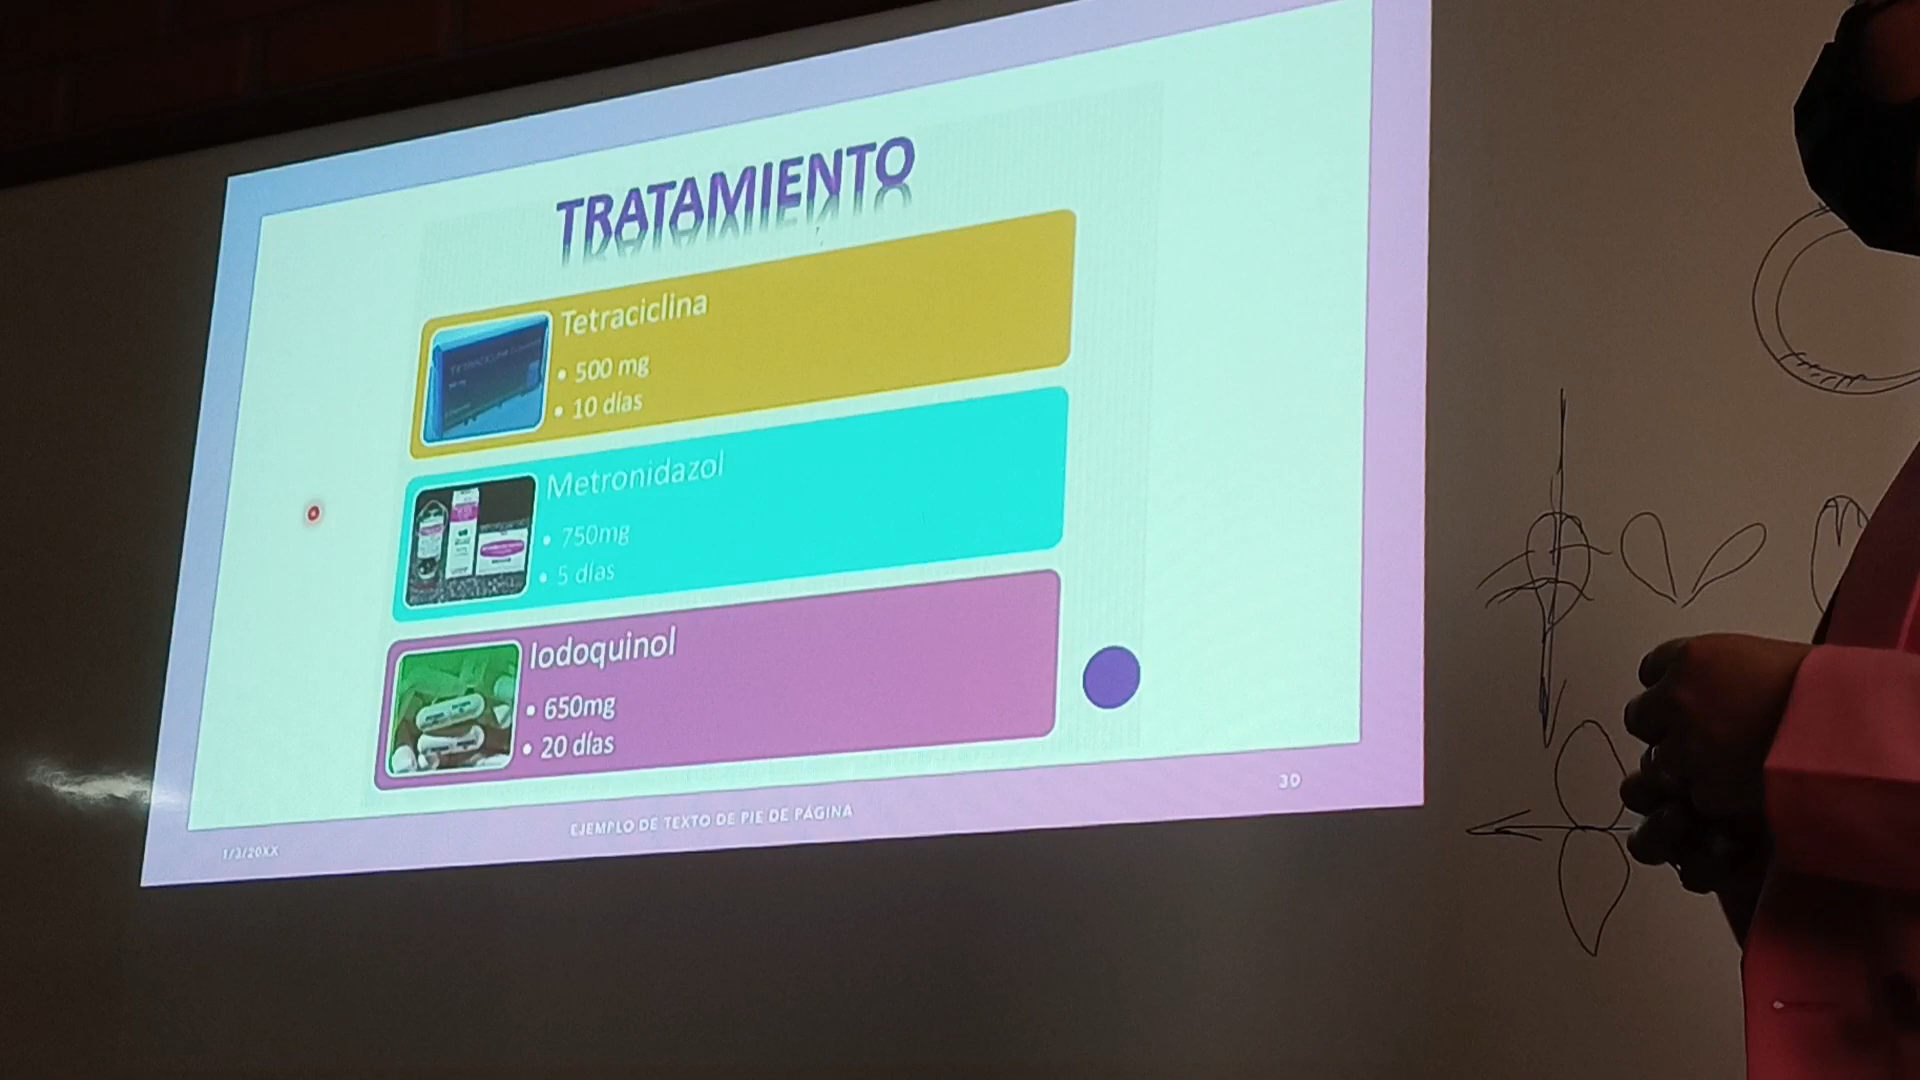 TRATAMIENTO
Tetraciclina
• 500 mg
• 10 días
Metronidazol
• 750mg
• 5 días
Iodoquinol
• 650mg
• 20 días
1/3/20XX
EJEMPLO DE TEXTO DE PIE DE PÁGINA
30